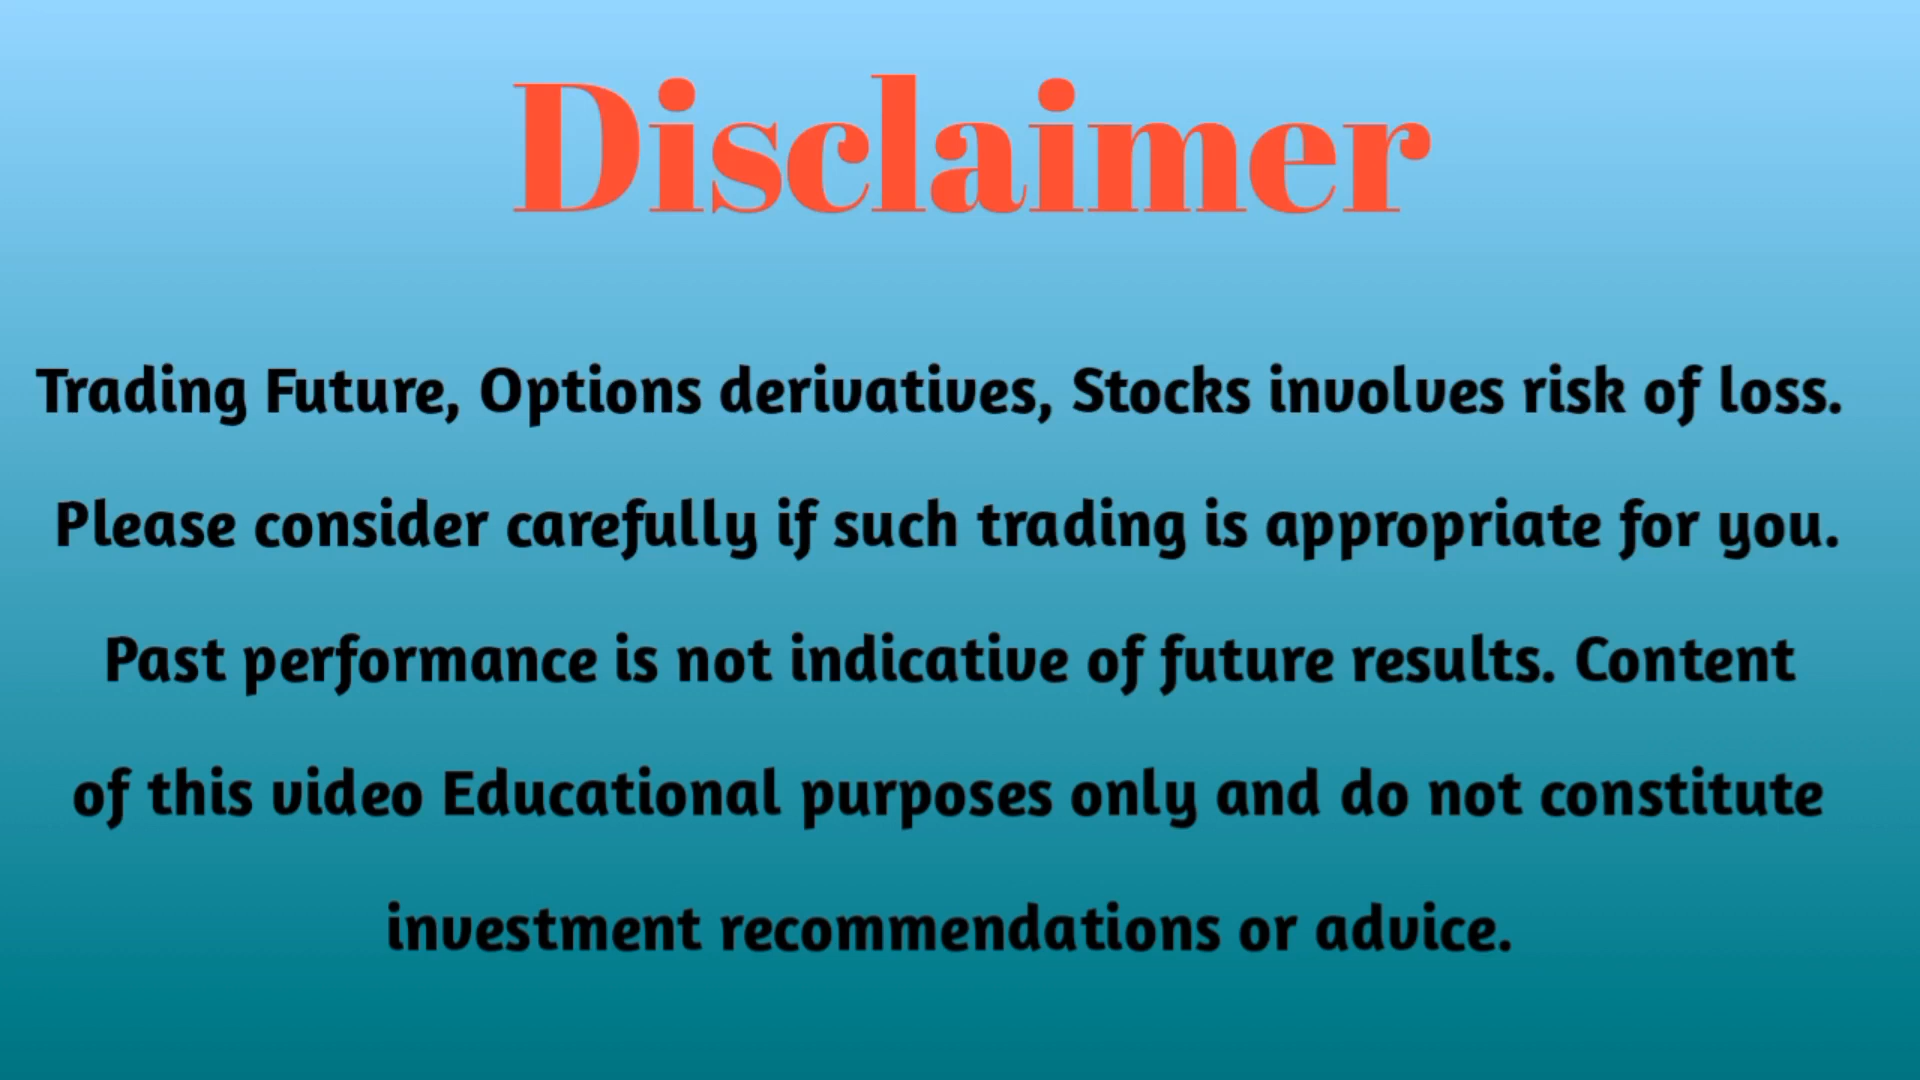 Disclaimer
Trading Future, Options derivatives, Stocks involves risk of loss.
Please consider carefully if such trading is appropriate for you.
Past performance is not indicative of future results. Content
of this video Educational purposes only and do not constitute
investment recommendations or advice.